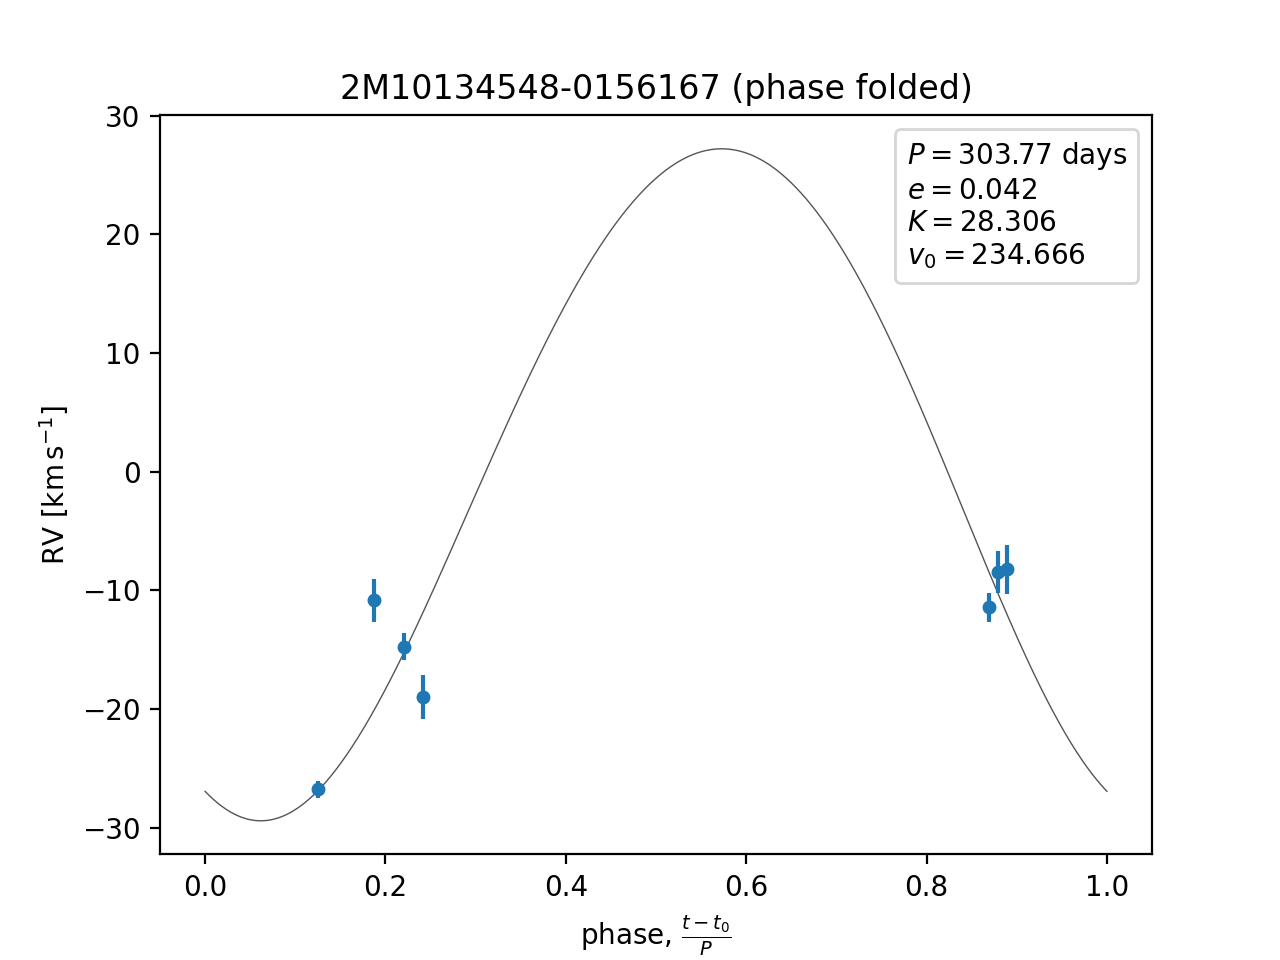 2M10134548-0156167 (phase folded)
P = 303.77 days
e = 0.042
K = 28.306
v₀ = 234.666
30
20
10
0
−10
−20
−30
RV [km s⁻¹]
0.0 0.2 0.4 0.6 0.8 1.0
phase, (t − t₀)/P